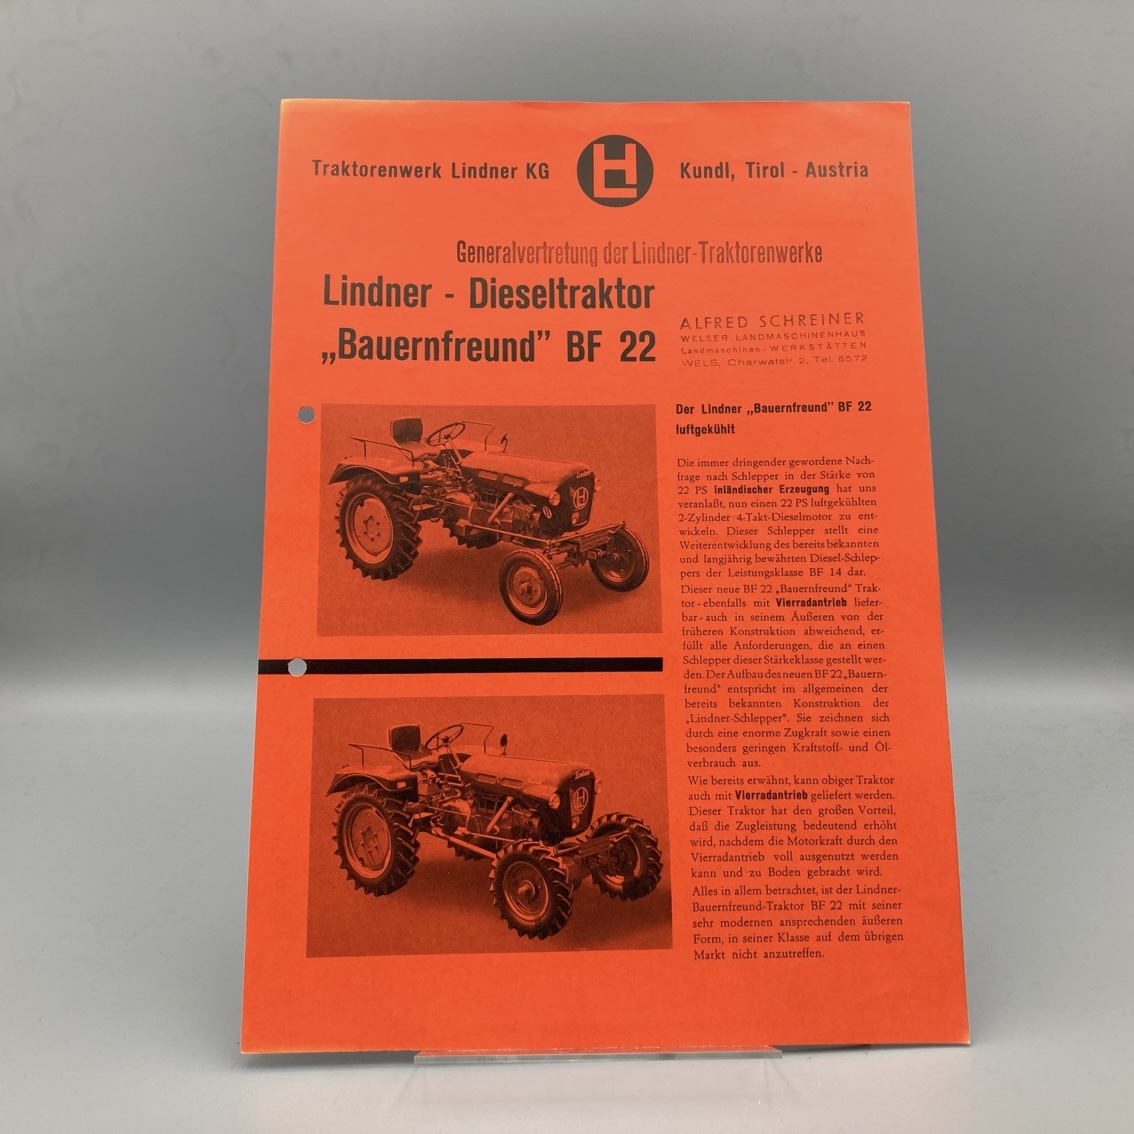 Traktorenwerk Lindner KG
Kundl, Tirol - Austria
Generalvertretung der Lindner-Traktorenwerke
Lindner - Dieseltraktor
„Bauernfreund” BF 22
ALFRED SCHREINER
WELSER LANDMASCHINENHAUS
Landmaschinen - WERKSTÄTTEN
WELS, Charwatstr. 2, Tel. 5572
Der Lindner „Bauernfreund” BF 22
luftgekühlt
Die immer dringender gewordene Nach-
frage nach Schlepper in der Stärke von
22 PS inländischer Erzeugung hat uns
veranlaßt, nun einen 22 PS luftgekühlten
2-Zylinder 4-Takt-Dieselmotor zu ent-
wickeln. Dieser Schlepper stellt eine
Weiterentwicklung des bereits bekannten
und langjährig bewährten Diesel-Schlep-
pers der Leistungsklasse BF 14 dar.
Dieser neue BF 22 „Bauernfreund” Trak-
tor - ebenfalls mit Vierradantrieb liefer-
bar - auch in seinem Äußeren von der
früheren Konstruktion abweichend, er-
füllt alle Anforderungen, die an einen
Schlepper dieser Stärkeklasse gestellt wer-
den. Der Aufbau des neuen BF 22 „Bauern-
freund” entspricht im allgemeinen der
bereits bekannten Konstruktion der
„Lindner-Schlepper”. Sie zeichnen sich
durch eine enorme Zugkraft sowie einen
besonders geringen Kraftstoff- und Öl-
verbrauch aus.
Wie bereits erwähnt, kann obiger Traktor
auch mit Vierradantrieb geliefert werden.
Dieser Traktor hat den großen Vorteil,
daß die Zugleistung bedeutend erhöht
wird, nachdem die Motorkraft durch den
Vierradantrieb voll ausgenutzt werden
kann und zu Boden gebracht wird.
Alles in allem betrachtet, ist der Lindner-
Bauernfreund-Traktor BF 22 mit seiner
sehr modernen ansprechenden äußeren
Form, in seiner Klasse auf dem übrigen
Markt nicht anzutreffen.
Lindner
Lindner